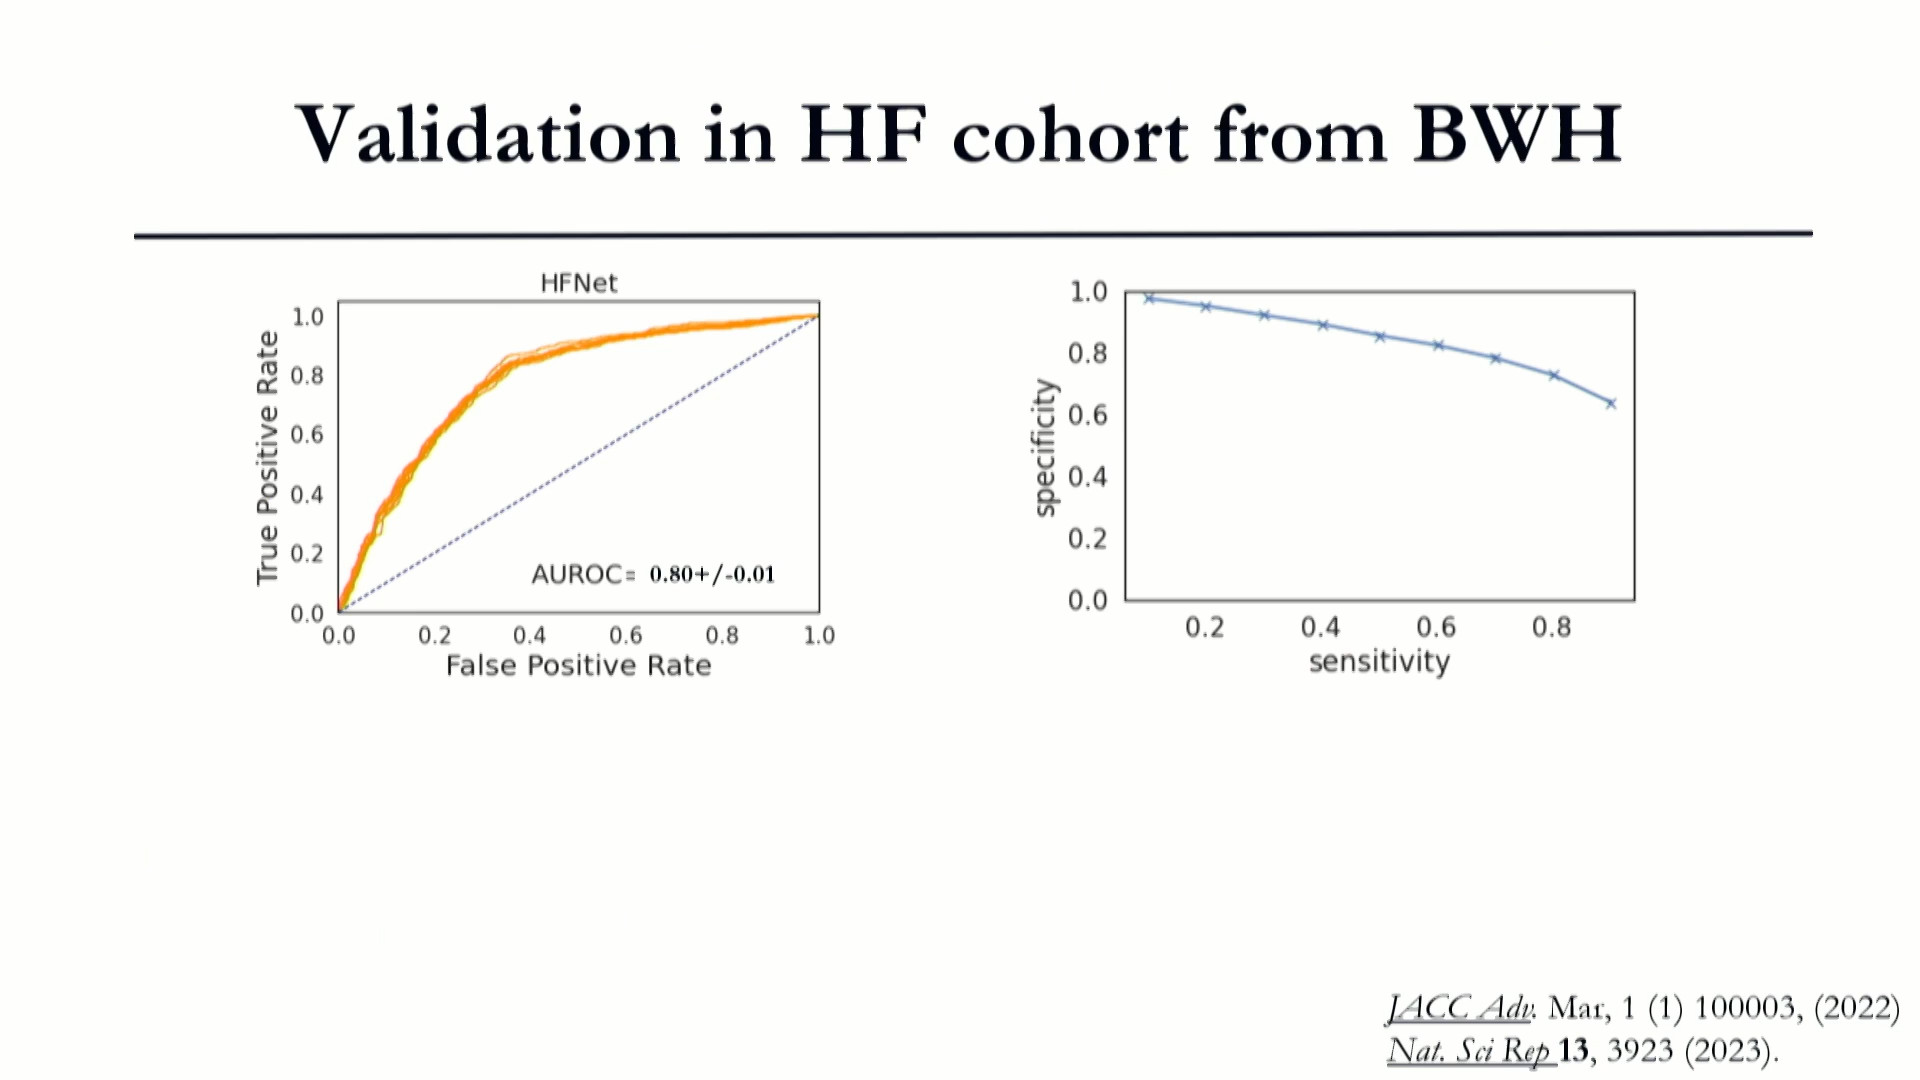 Validation in HF cohort from BWH
HFNet
True Positive Rate
1.0
0.8
0.6
0.4
0.2
0.0
AUROC= 0.80+/-0.01
0.0 0.2 0.4 0.6 0.8 1.0
False Positive Rate
specificity
1.0
0.8
0.6
0.4
0.2
0.0
0.2 0.4 0.6 0.8
sensitivity
JACC Adv. Mar, 1 (1) 100003, (2022)
Nat. Sci Rep 13, 3923 (2023).